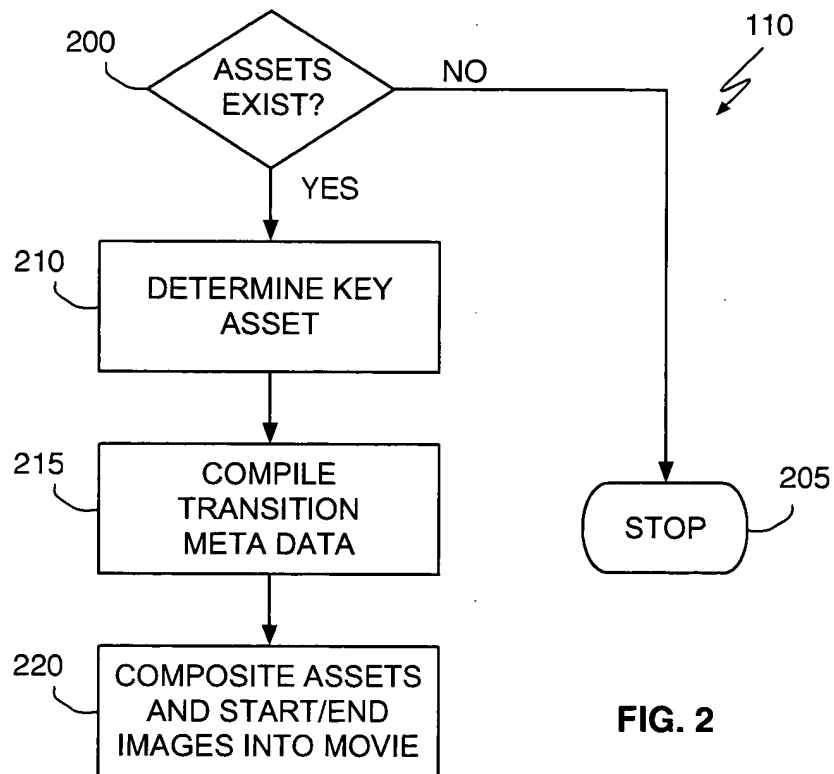 200
ASSETS
EXIST?
NO
110
YES
210
DETERMINE KEY
ASSET
215
COMPILE
TRANSITION
META DATA
STOP
205
220
COMPOSITE ASSETS
AND START/END
IMAGES INTO MOVIE
FIG. 2